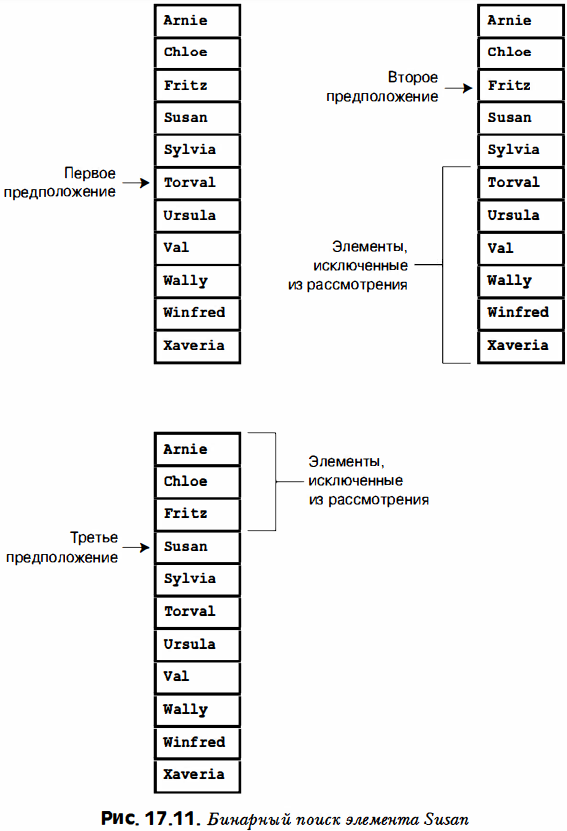 Arnie
Chloe
Fritz
Susan
Sylvia
Первое
предположение
Torval
Ursula
Val
Wally
Winfred
Xaveria
Arnie
Chloe
Второе
предположение
Fritz
Susan
Sylvia
Torval
Ursula
Элементы,
исключенные
из рассмотрения
Val
Wally
Winfred
Xaveria
Arnie
Chloe
Fritz
Элементы,
исключенные
из рассмотрения
Третье
предположение
Susan
Sylvia
Torval
Ursula
Val
Wally
Winfred
Xaveria
Рис. 17.11. Бинарный поиск элемента Susan